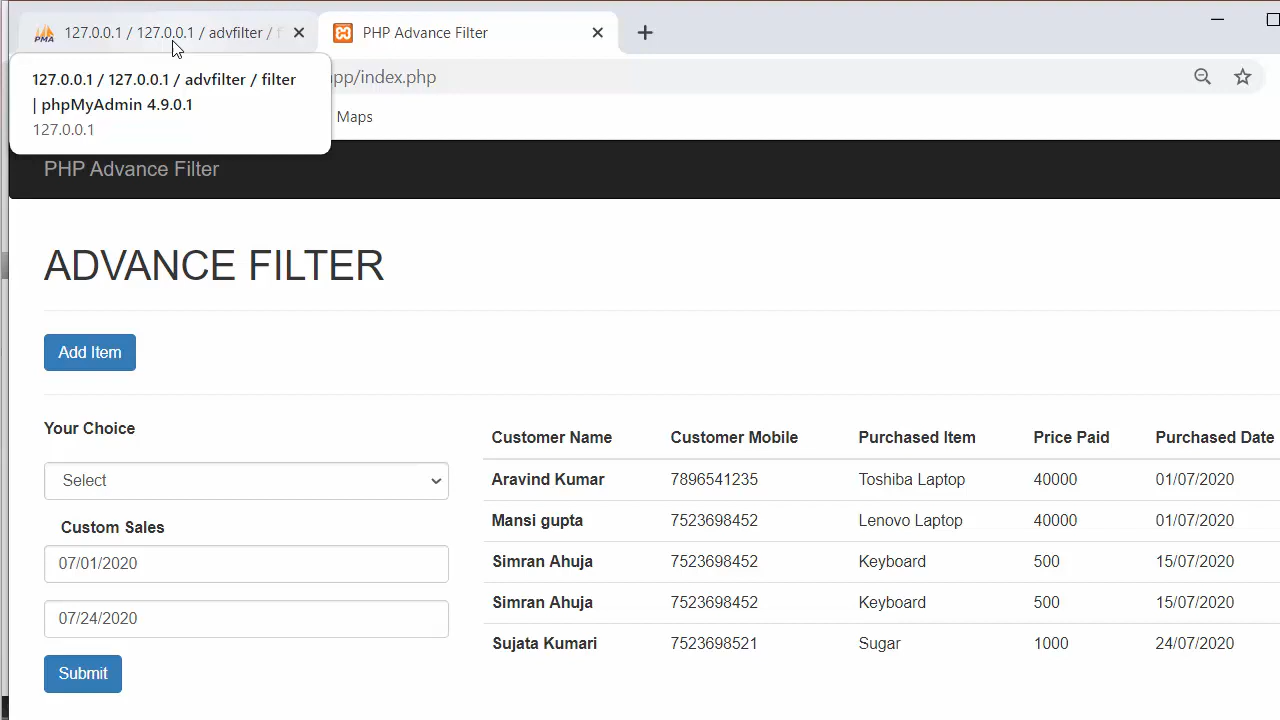 PMA 127.0.0.1 / 127.0.0.1 / advfilter / f
PHP Advance Filter
127.0.0.1 / 127.0.0.1 / advfilter / filter
| phpMyAdmin 4.9.0.1
127.0.0.1
app/index.php
Maps
PHP Advance Filter
ADVANCE FILTER
Add Item
Your Choice
Select
Custom Sales
07/01/2020
07/24/2020
Submit
Customer Name Customer Mobile Purchased Item Price Paid Purchased Date
Aravind Kumar 7896541235 Toshiba Laptop 40000 01/07/2020
Mansi gupta 7523698452 Lenovo Laptop 40000 01/07/2020
Simran Ahuja 7523698452 Keyboard 500 15/07/2020
Simran Ahuja 7523698452 Keyboard 500 15/07/2020
Sujata Kumari 7523698521 Sugar 1000 24/07/2020